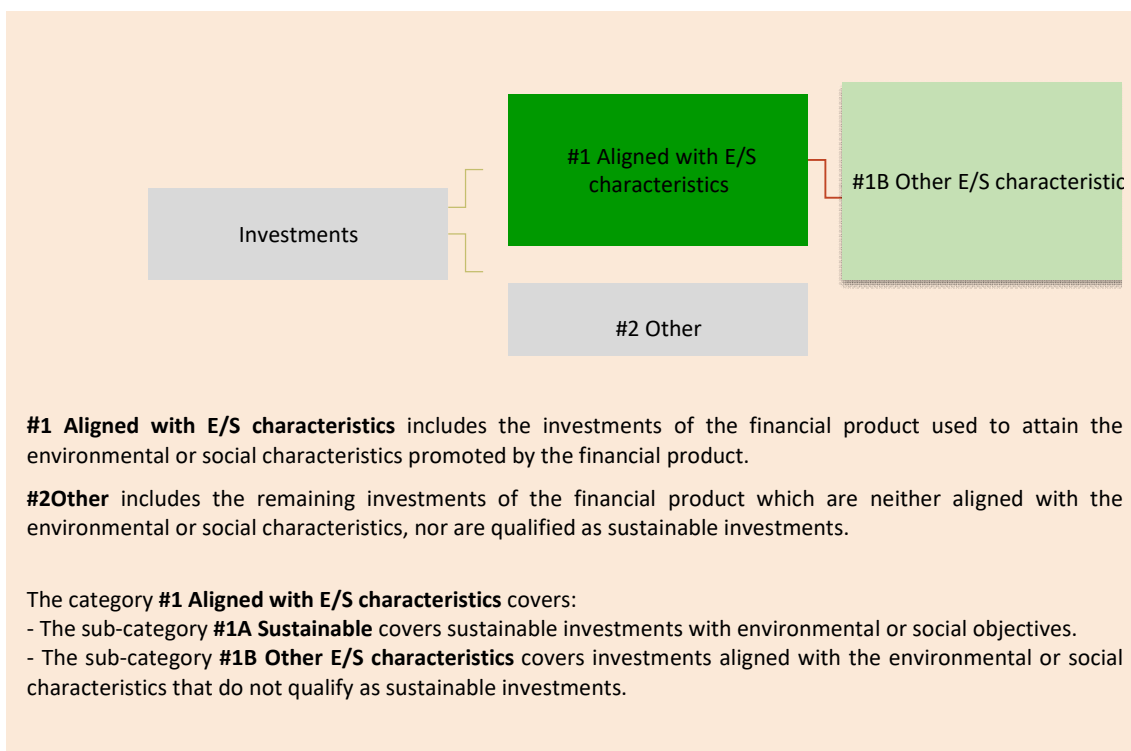 #1 Aligned with E/S
characteristics
#1B Other E/S characteristic
Investments
#2 Other
#1 Aligned with E/S characteristics includes the investments of the financial product used to attain the
environmental or social characteristics promoted by the financial product.
#2Other includes the remaining investments of the financial product which are neither aligned with the
environmental or social characteristics, nor are qualified as sustainable investments.
The category #1 Aligned with E/S characteristics covers:
- The sub-category #1A Sustainable covers sustainable investments with environmental or social objectives.
- The sub-category #1B Other E/S characteristics covers investments aligned with the environmental or social
characteristics that do not qualify as sustainable investments.